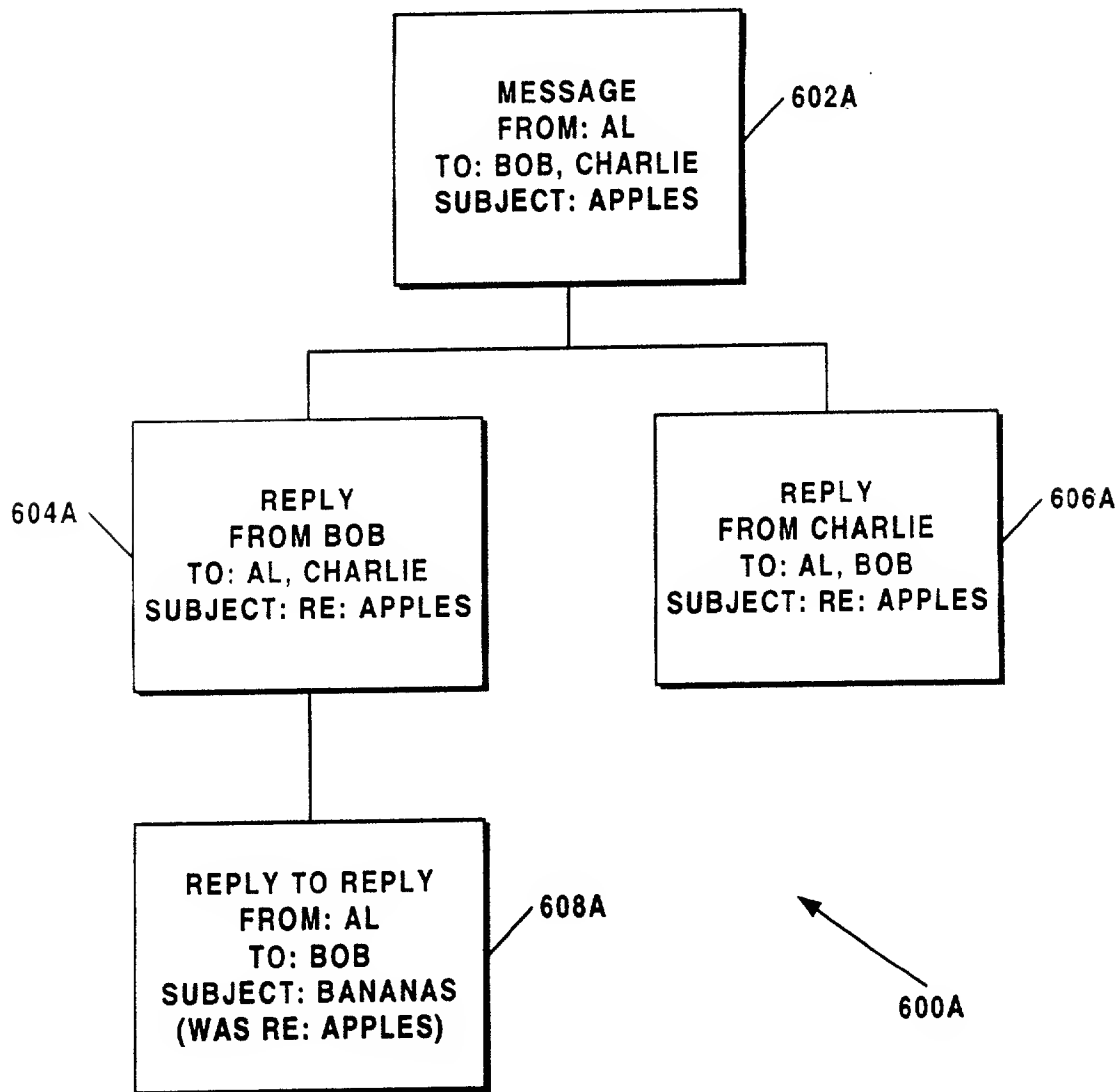 MESSAGE
FROM: AL
TO: BOB, CHARLIE
SUBJECT: APPLES
602A
604A
REPLY
FROM BOB
TO: AL, CHARLIE
SUBJECT: RE: APPLES
REPLY
FROM CHARLIE
TO: AL, BOB
SUBJECT: RE: APPLES
606A
REPLY TO REPLY
FROM: AL
TO: BOB
SUBJECT: BANANAS
(WAS RE: APPLES)
608A
600A